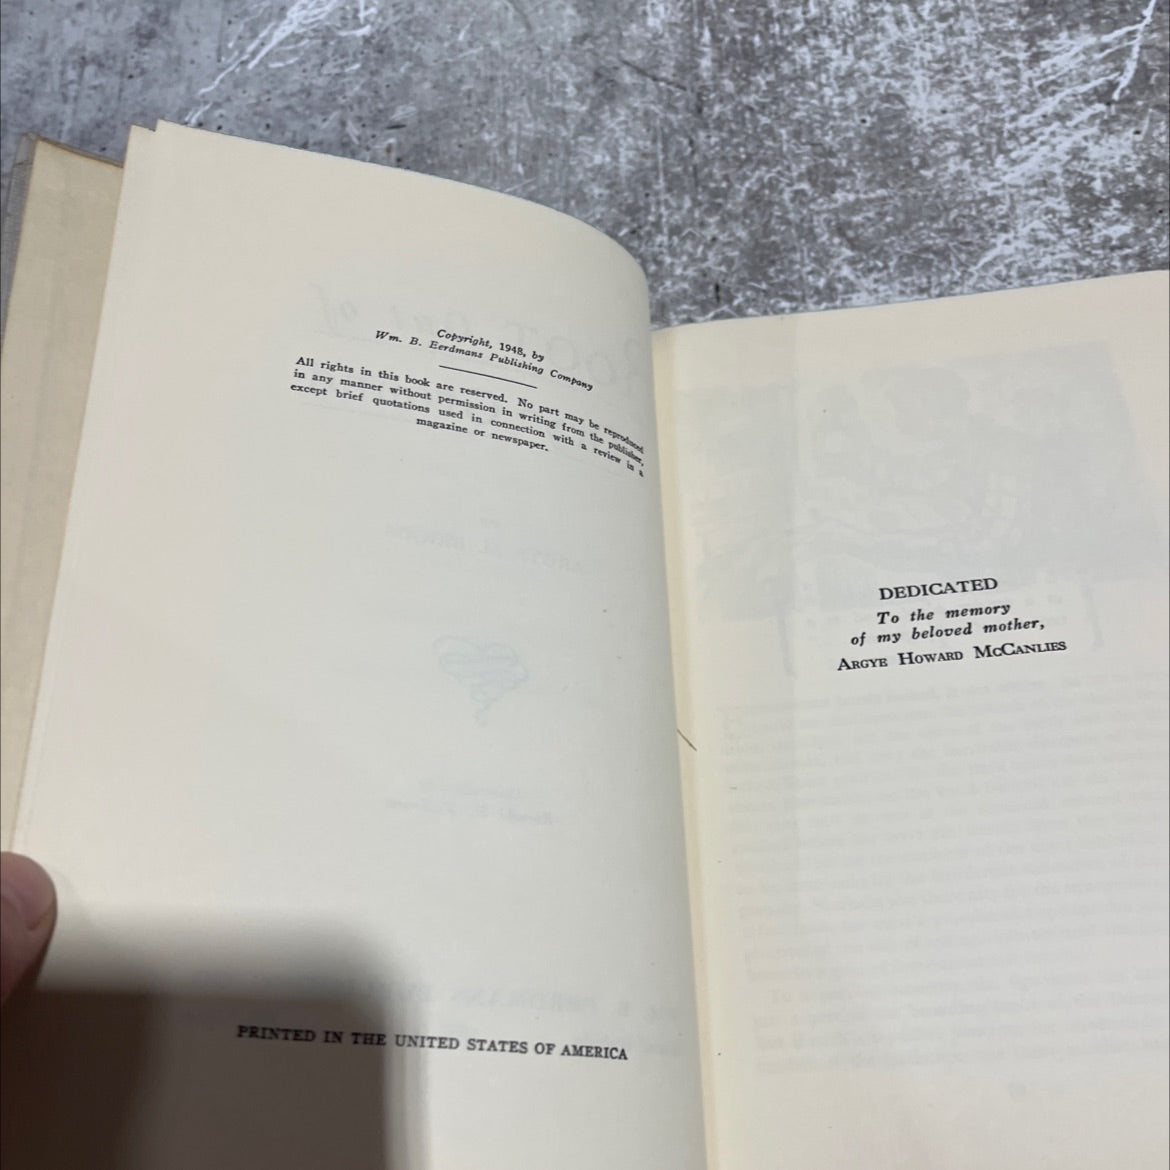 Copyright, 1948, by
Wm. B. Eerdmans Publishing Company
All rights in this book are reserved. No part may be reproduced
in any manner without permission in writing from the publisher,
except brief quotations used in connection with a review in a
magazine or newspaper.
PRINTED IN THE UNITED STATES OF AMERICA
DEDICATED
To the memory
of my beloved mother,
ARGYE HOWARD MCCANLIES